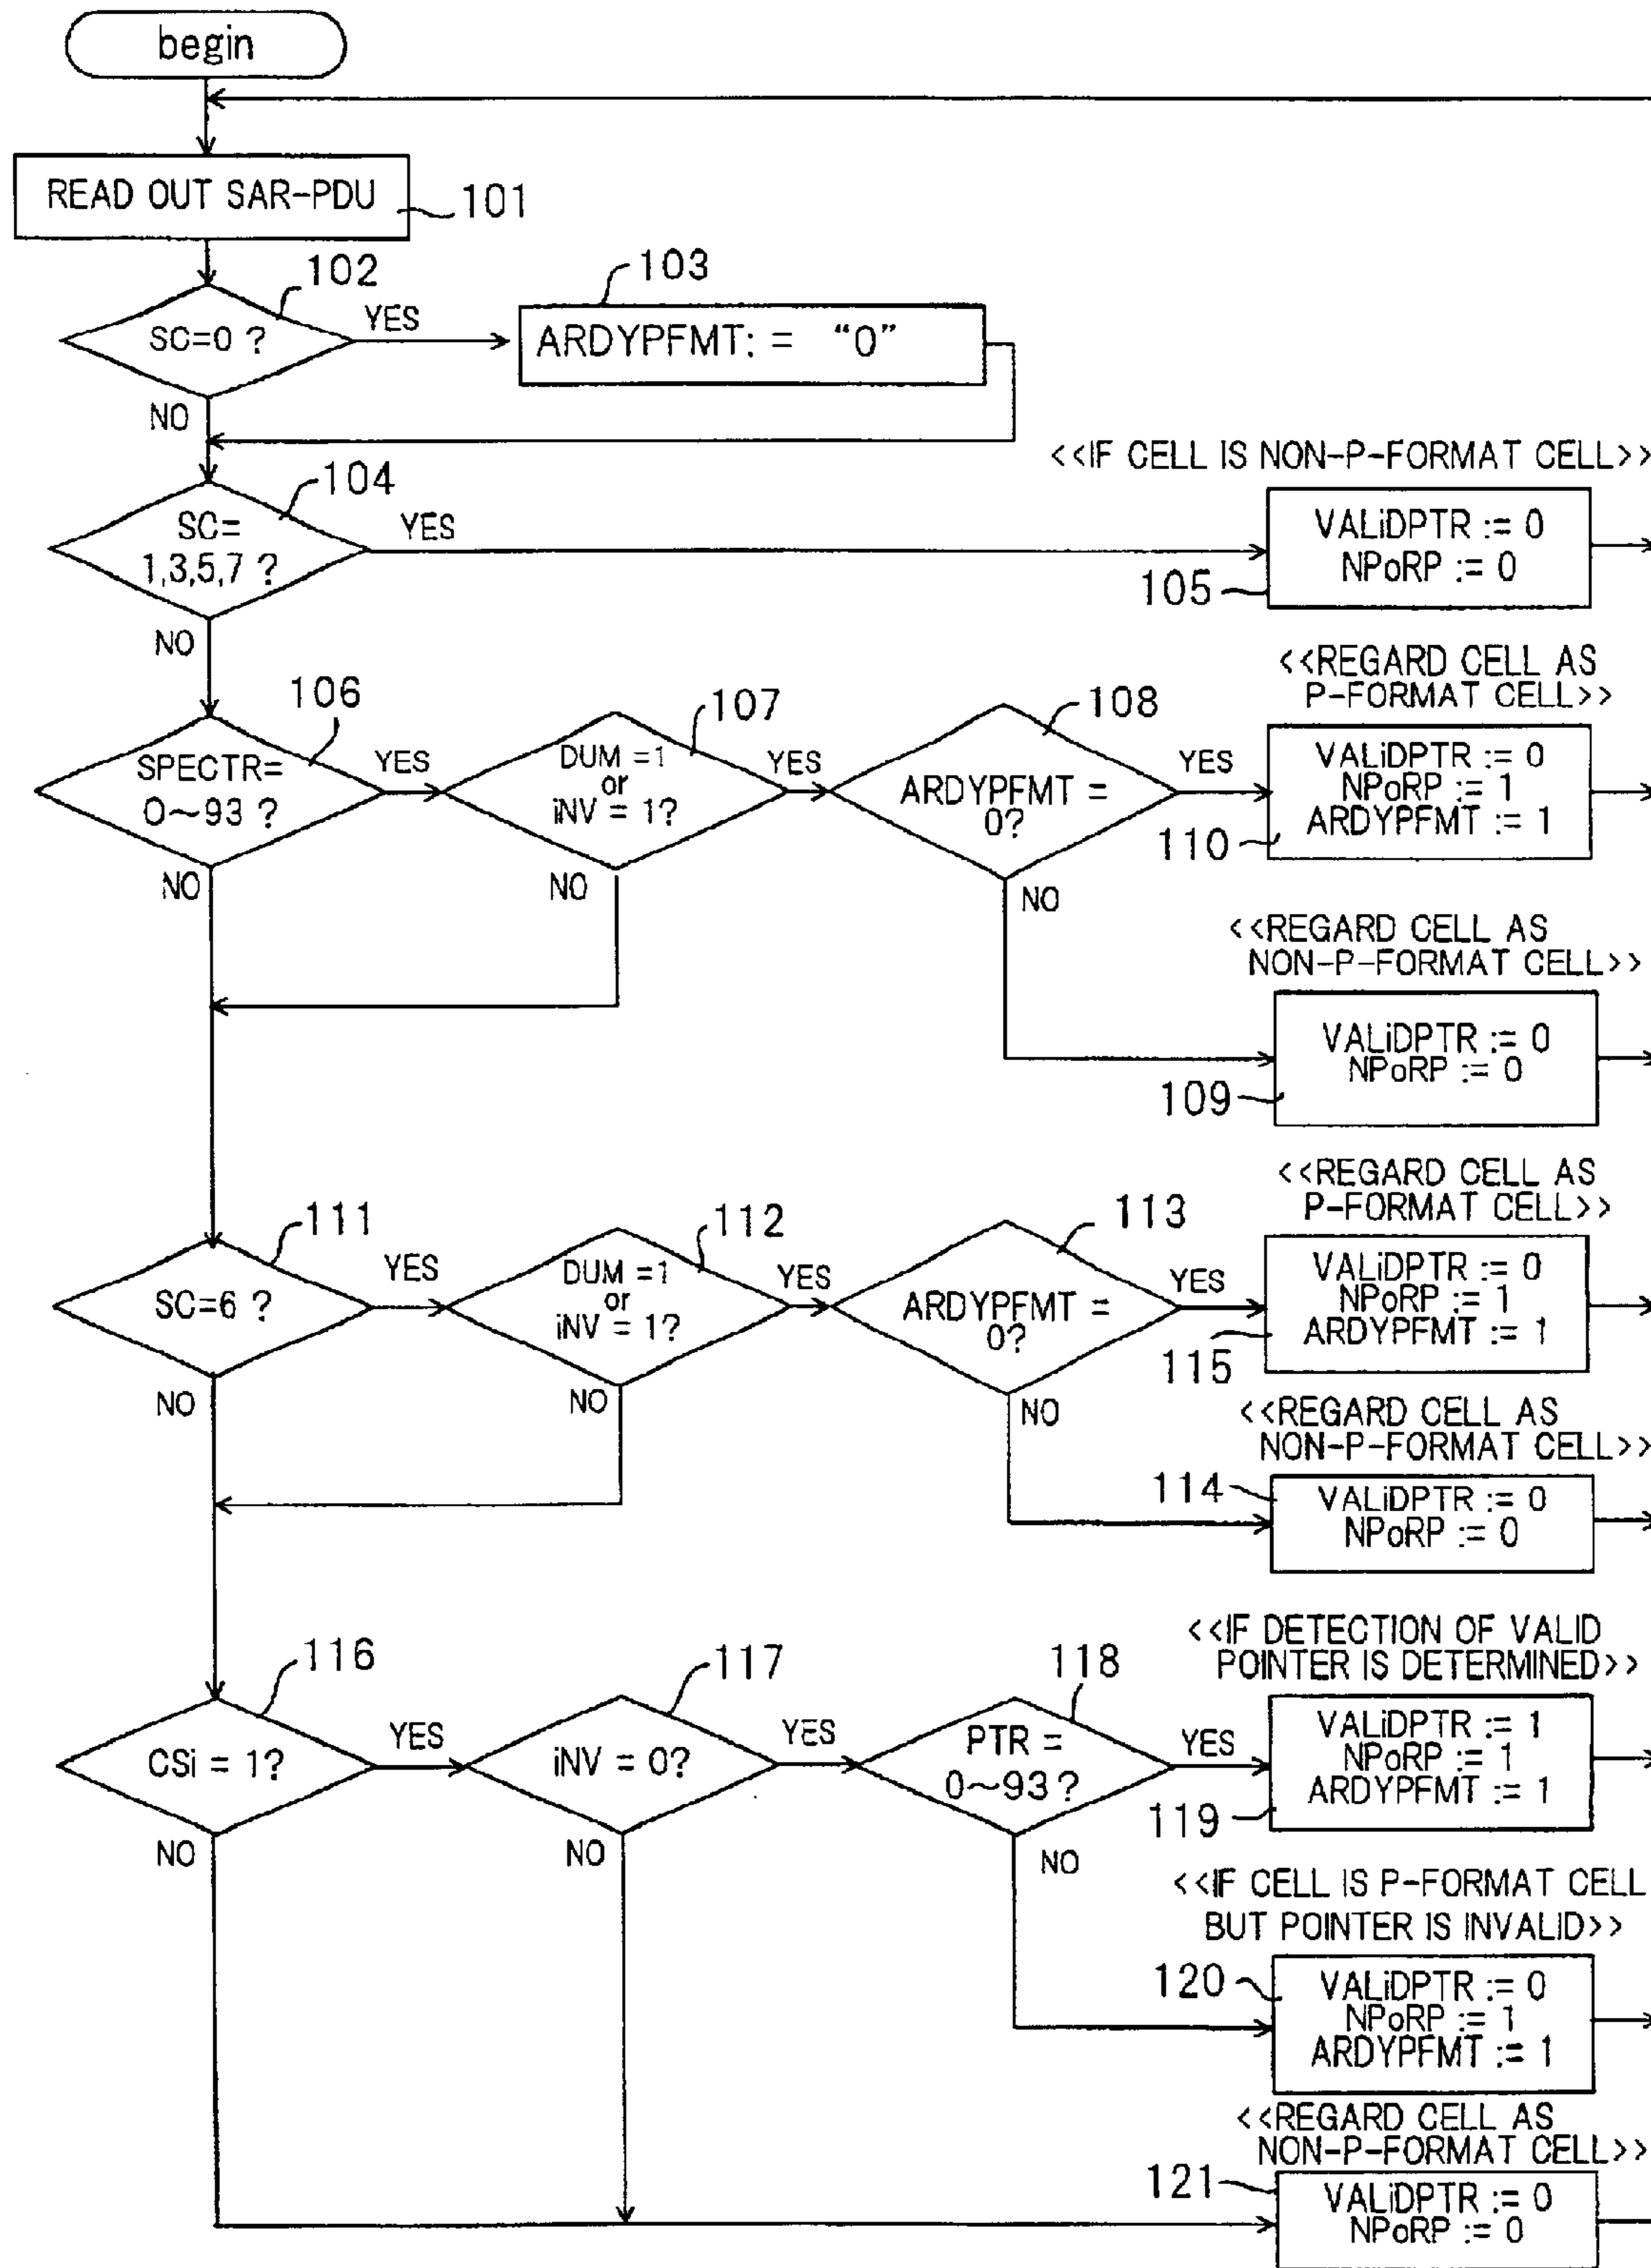 begin
READ OUT SAR-PDU
101
102
SC=0 ?
YES
NO
103
ARDYPFMT: = “0”
104
SC=
1,3,5,7 ?
YES
NO
<<IF CELL IS NON-P-FORMAT CELL>>
VALiDPTR := 0
NPoRP := 0
105
106
SPECTR=
0~93 ?
YES
NO
107
DUM =1
or
iNV = 1?
YES
NO
108
ARDYPFMT =
0?
YES
NO
<<REGARD CELL AS
P-FORMAT CELL>>
VALiDPTR := 0
NPoRP := 1
ARDYPFMT := 1
110
<<REGARD CELL AS
NON-P-FORMAT CELL>>
VALiDPTR := 0
NPoRP := 0
109
111
SC=6 ?
YES
NO
112
DUM =1
or
iNV = 1?
YES
NO
113
ARDYPFMT =
0?
YES
NO
<<REGARD CELL AS
P-FORMAT CELL>>
VALiDPTR := 0
NPoRP := 1
ARDYPFMT := 1
115
<<REGARD CELL AS
NON-P-FORMAT CELL>>
114
VALiDPTR := 0
NPoRP := 0
116
CSi = 1?
YES
NO
117
iNV = 0?
YES
NO
118
PTR =
0~93 ?
YES
NO
<<IF DETECTION OF VALID
POINTER IS DETERMINED>>
VALiDPTR := 1
NPoRP := 1
ARDYPFMT := 1
119
<<IF CELL IS P-FORMAT CELL
BUT POINTER IS INVALID>>
120
VALiDPTR := 0
NPoRP := 1
ARDYPFMT := 1
<<REGARD CELL AS
NON-P-FORMAT CELL>>
121
VALiDPTR := 0
NPoRP := 0